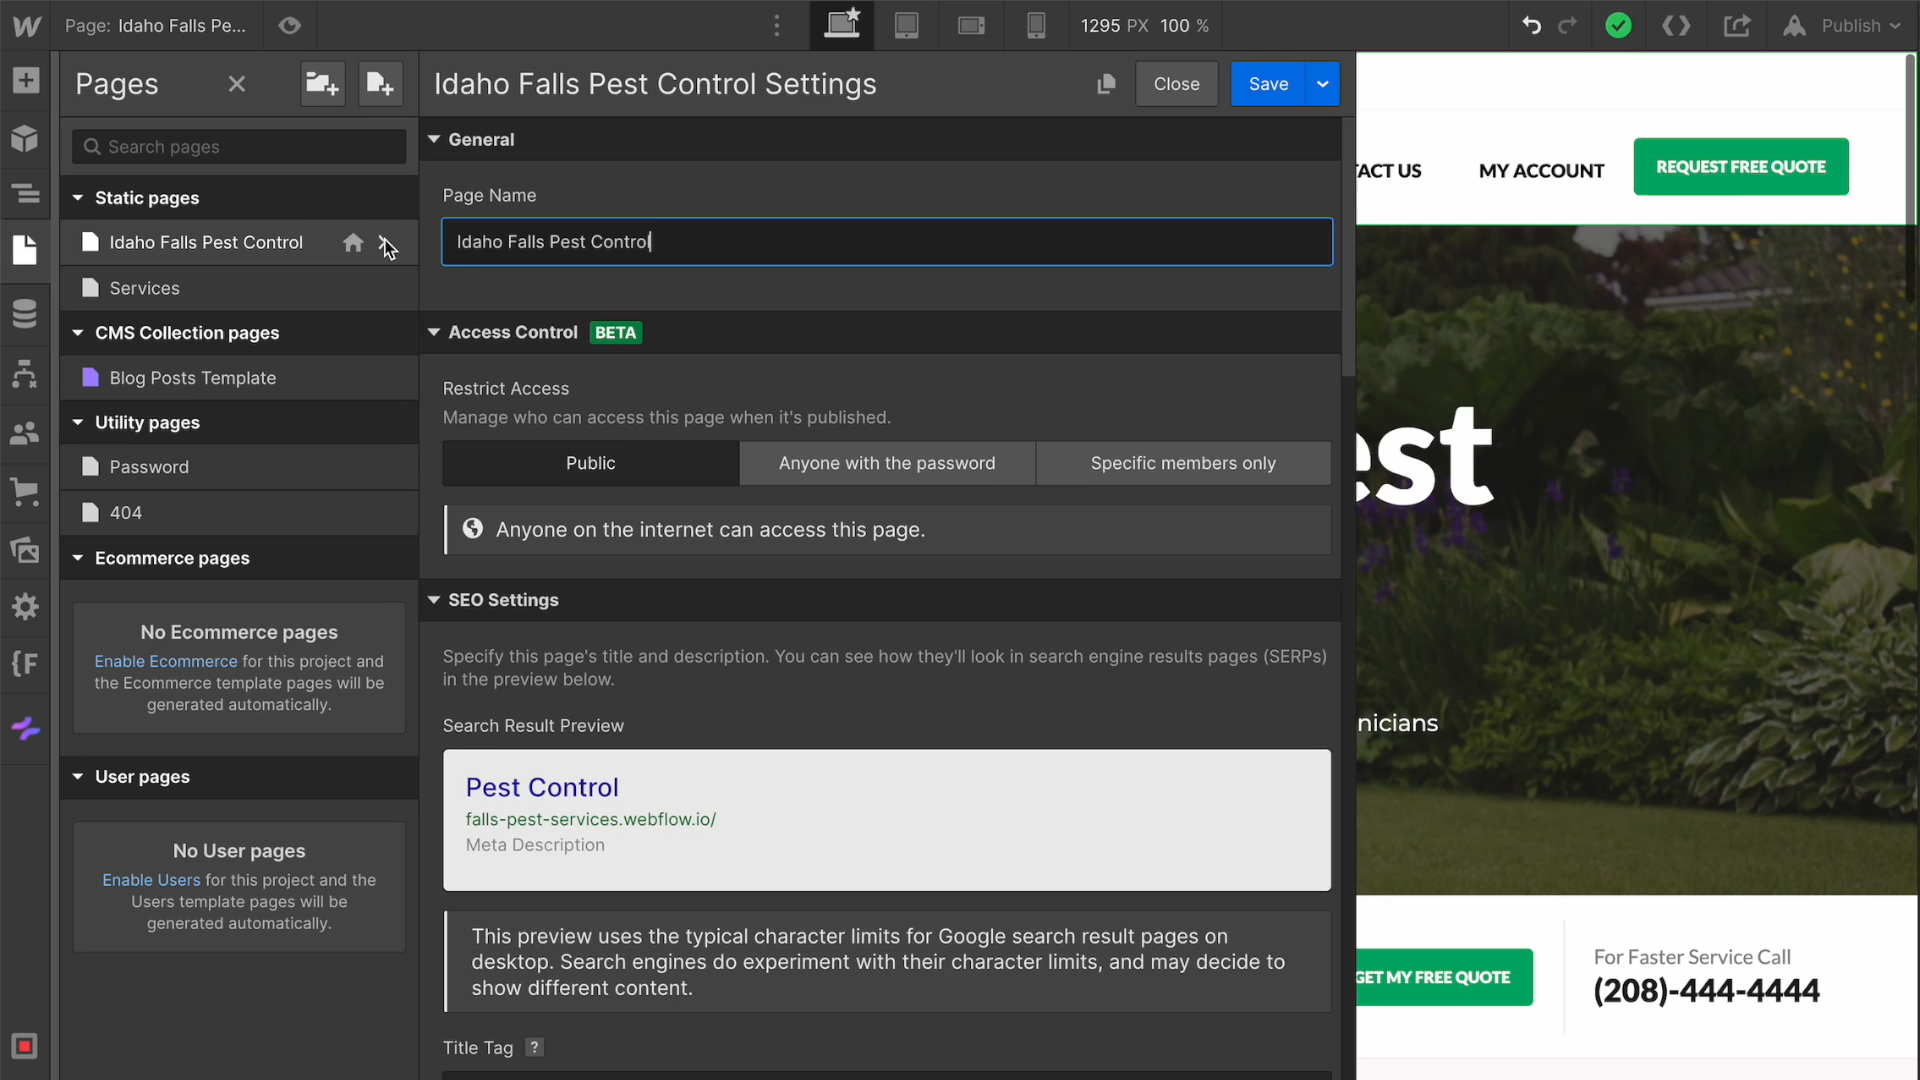 Page: Idaho Falls Pe...
1295 PX 100 %
Publish
Pages
Search pages
Static pages
Idaho Falls Pest Control
Services
CMS Collection pages
Blog Posts Template
Utility pages
Password
404
Ecommerce pages
No Ecommerce pages
Enable Ecommerce for this project and
the Ecommerce template pages will be
generated automatically.
User pages
No User pages
Enable Users for this project and the
Users template pages will be
generated automatically.
Idaho Falls Pest Control Settings
Close
Save
General
Page Name
Idaho Falls Pest Control
Access Control BETA
Restrict Access
Manage who can access this page when it's published.
Public
Anyone with the password
Specific members only
Anyone on the internet can access this page.
SEO Settings
Specify this page's title and description. You can see how they'll look in search engine results pages (SERPs)
in the preview below.
Search Result Preview
Pest Control
falls-pest-services.webflow.io/
Meta Description
This preview uses the typical character limits for Google search result pages on
desktop. Search engines do experiment with their character limits, and may decide to
show different content.
Title Tag ?
TACT US
MY ACCOUNT
REQUEST FREE QUOTE
est
nicians
GET MY FREE QUOTE
For Faster Service Call
(208)-444-4444